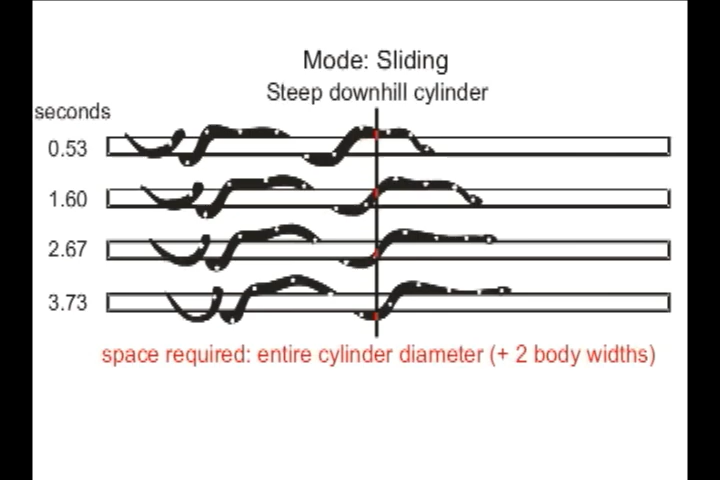 Mode: Sliding
Steep downhill cylinder
seconds
0.53
1.60
2.67
3.73
space required: entire cylinder diameter (+ 2 body widths)